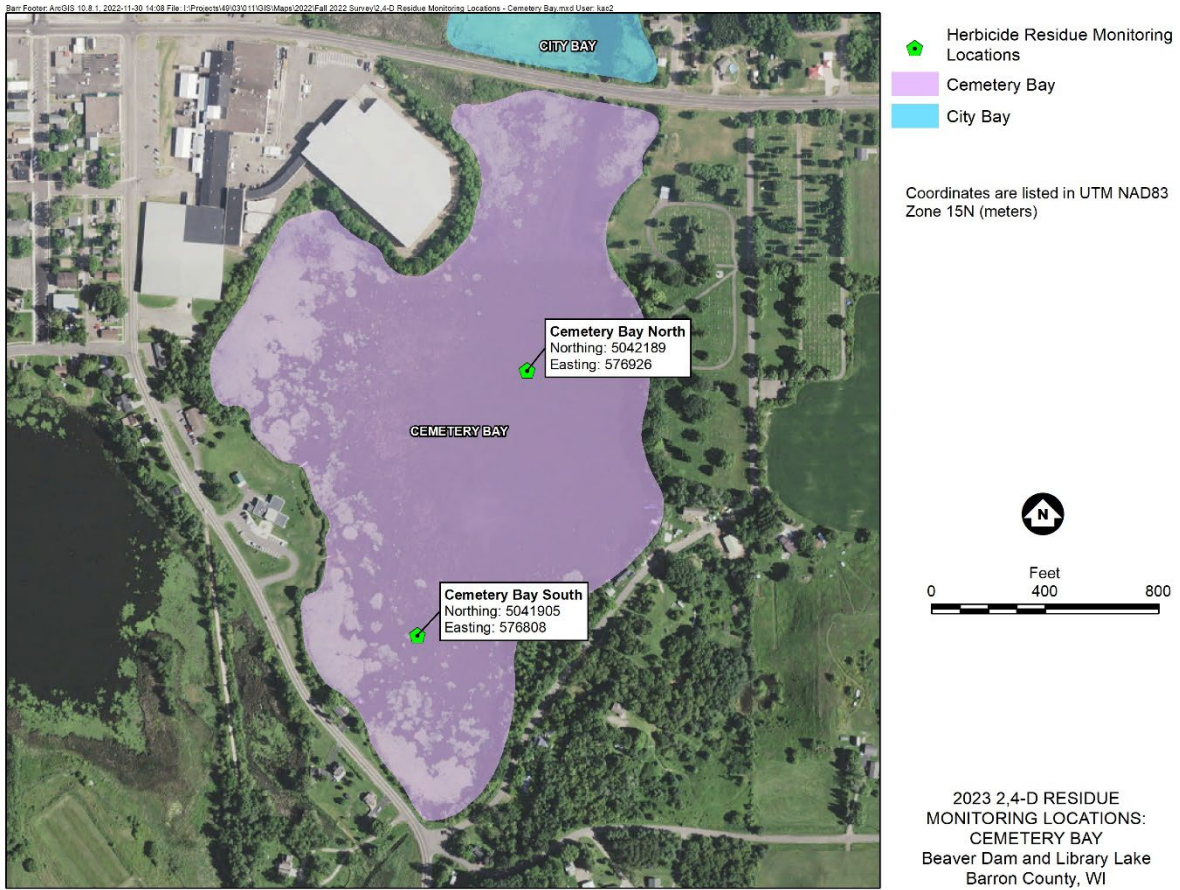 Barr Footer: ArcGIS 10.8.1, 2022-11-30 14:08 File: I:\Projects\49\03\011\GIS\Maps\2022\Fall 2022 Survey\2,4-D Residue Monitoring Locations - Cemetery Bay.mxd User: kac2
CITY BAY
Herbicide Residue Monitoring
Locations
Cemetery Bay
City Bay
Coordinates are listed in UTM NAD83
Zone 15N (meters)
Cemetery Bay North
Northing: 5042189
Easting: 576926
CEMETERY BAY
N
Feet
0 400 800
Cemetery Bay South
Northing: 5041905
Easting: 576808
2023 2,4-D RESIDUE
MONITORING LOCATIONS:
CEMETERY BAY
Beaver Dam and Library Lake
Barron County, WI